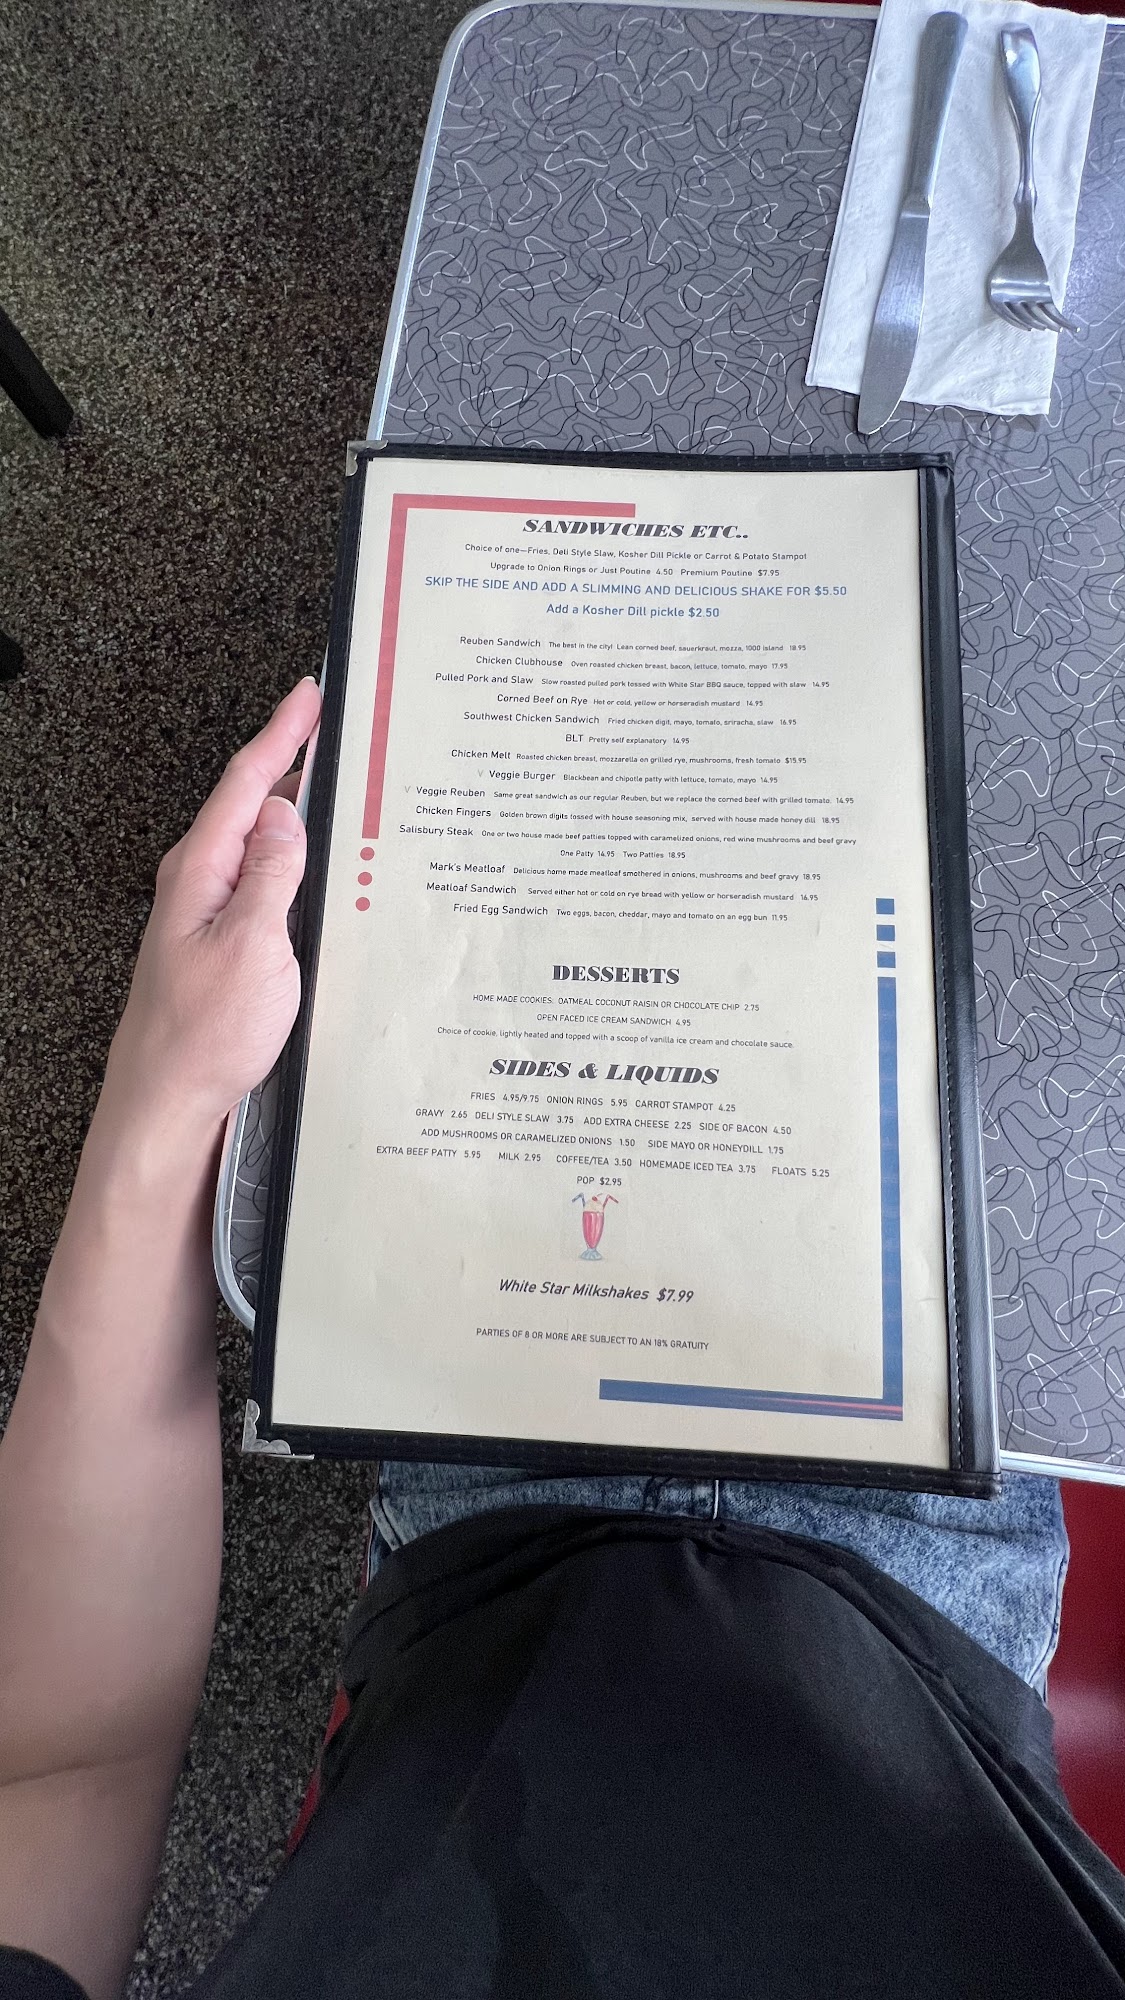 SANDWICHES ETC..
Choice of one—Fries, Deli Style Slaw, Kosher Dill Pickle or Carrot & Potato Stampot
Upgrade to Onion Rings or Just Poutine 4.50 Premium Poutine $7.95
SKIP THE SIDE AND ADD A SLIMMING AND DELICIOUS SHAKE FOR $5.50
Add a Kosher Dill pickle $2.50
Reuben Sandwich The best in the city! Lean corned beef, sauerkraut, mozza, 1000 island 18.95
Chicken Clubhouse Oven roasted chicken breast, bacon, lettuce, tomato, mayo 17.95
Pulled Pork and Slaw Slow roasted pulled pork tossed with White Star BBQ sauce, topped with slaw 14.95
Corned Beef on Rye Hot or cold, yellow or horseradish mustard 14.95
Southwest Chicken Sandwich Fried chicken digit, mayo, tomato, sriracha, slaw 16.95
BLT Pretty self explanatory 14.95
Chicken Melt Roasted chicken breast, mozzarella on grilled rye, mushrooms, fresh tomato $15.95
V Veggie Burger Blackbean and chipotle patty with lettuce, tomato, mayo 14.95
V Veggie Reuben Same great sandwich as our regular Reuben, but we replace the corned beef with grilled tomato. 14.95
Chicken Fingers Golden brown digits tossed with house seasoning mix, served with house made honey dill 18.95
Salisbury Steak One or two house made beef patties topped with caramelized onions, red wine mushrooms and beef gravy
One Patty 14.95 Two Patties 18.95
Mark's Meatloaf Delicious home made meatloaf smothered in onions, mushrooms and beef gravy 18.95
Meatloaf Sandwich Served either hot or cold on rye bread with yellow or horseradish mustard 16.95
Fried Egg Sandwich Two eggs, bacon, cheddar, mayo and tomato on an egg bun 11.95
DESSERTS
HOME MADE COOKIES: OATMEAL COCONUT RAISIN OR CHOCOLATE CHIP 2.75
OPEN FACED ICE CREAM SANDWICH 4.95
Choice of cookie, lightly heated and topped with a scoop of vanilla ice cream and chocolate sauce.
SIDES & LIQUIDS
FRIES 4.95/9.75 ONION RINGS 5.95 CARROT STAMPOT 4.25
GRAVY 2.65 DELI STYLE SLAW 3.75 ADD EXTRA CHEESE 2.25 SIDE OF BACON 4.50
ADD MUSHROOMS OR CARAMELIZED ONIONS 1.50 SIDE MAYO OR HONEYDILL 1.75
EXTRA BEEF PATTY 5.95 MILK 2.95 COFFEE/TEA 3.50 HOMEMADE ICED TEA 3.75 FLOATS 5.25
POP $2.95
White Star Milkshakes $7.99
PARTIES OF 8 OR MORE ARE SUBJECT TO AN 18% GRATUITY